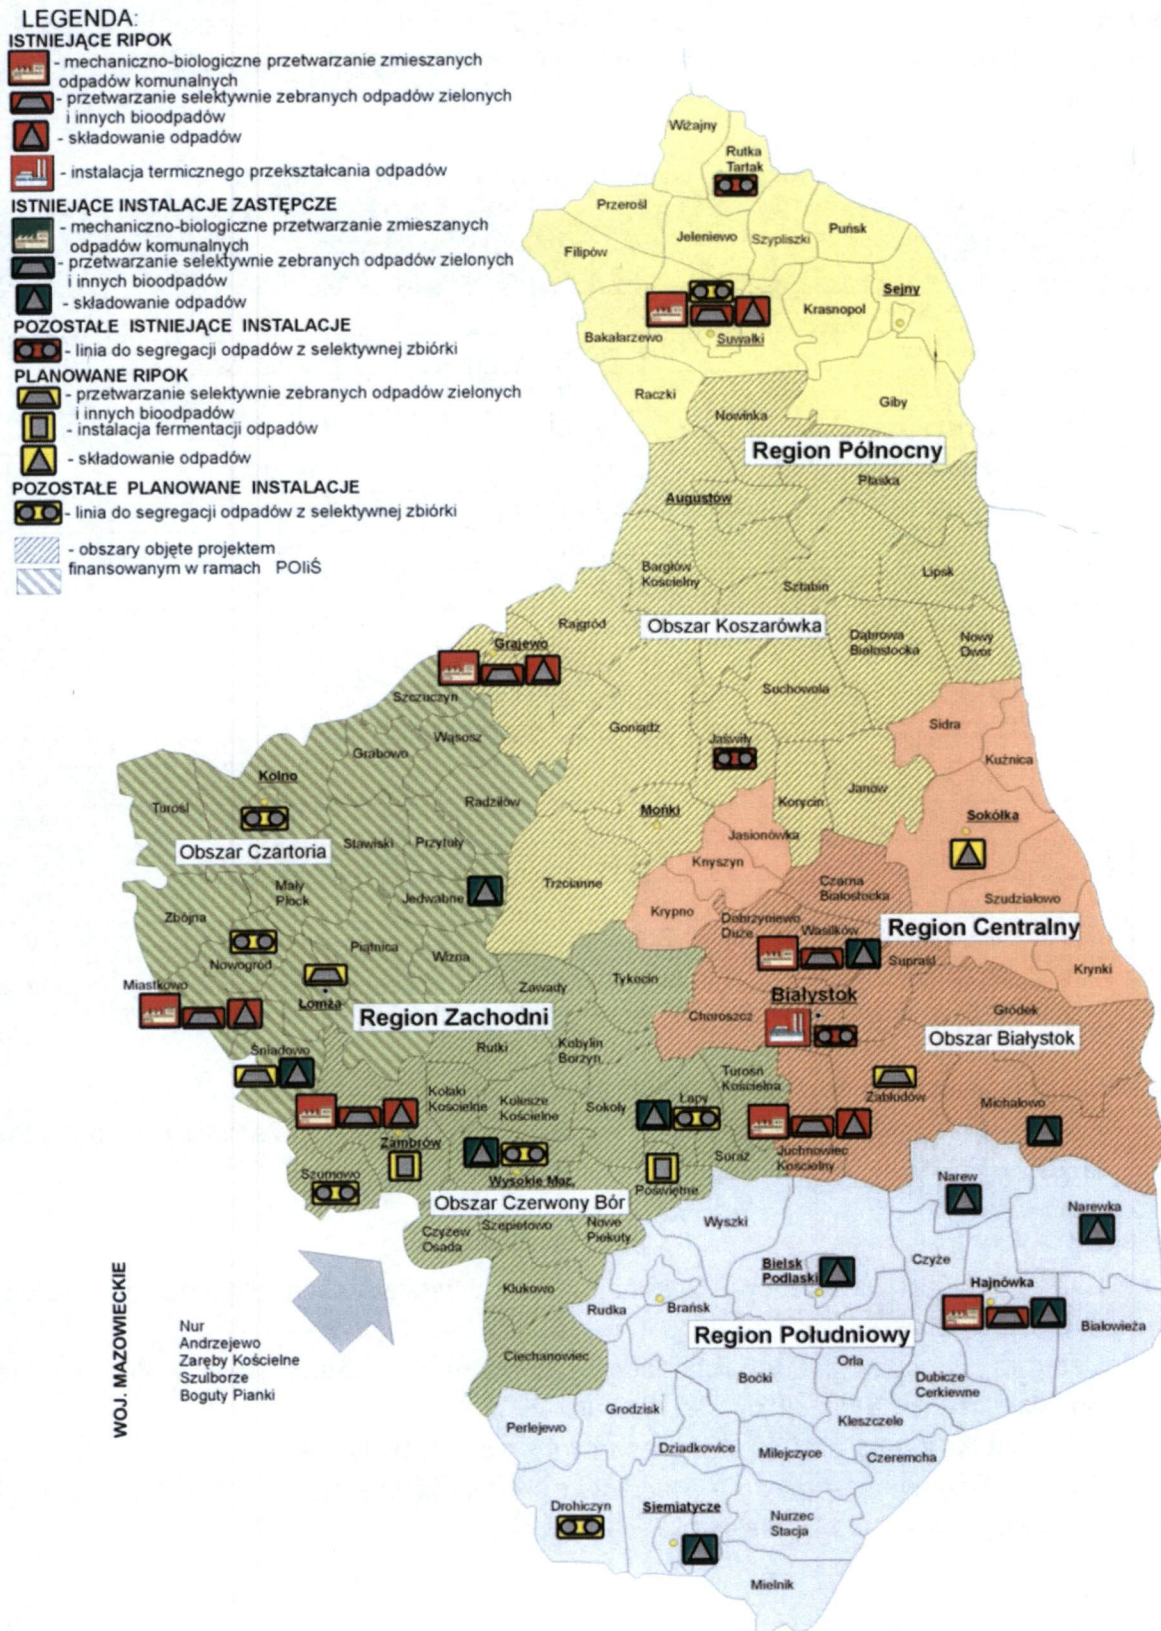 LEGENDA:
ISTNIEJĄCE RIPOK
- mechaniczno-biologiczne przetwarzanie zmieszanych
odpadów komunalnych
- przetwarzanie selektywnie zebranych odpadów zielonych
i innych bioodpadów
- składowanie odpadów
- instalacja termicznego przekształcania odpadów
ISTNIEJĄCE INSTALACJE ZASTĘPCZE
- mechaniczno-biologiczne przetwarzanie zmieszanych
odpadów komunalnych
- przetwarzanie selektywnie zebranych odpadów zielonych
i innych bioodpadów
- składowanie odpadów
POZOSTAŁE ISTNIEJĄCE INSTALACJE
- linia do segregacji odpadów z selektywnej zbiórki
PLANOWANE RIPOK
- przetwarzanie selektywnie zebranych odpadów zielonych
i innych bioodpadów
- instalacja fermentacji odpadów
- składowanie odpadów
POZOSTAŁE PLANOWANE INSTALACJE
- linia do segregacji odpadów z selektywnej zbiórki
- obszary objęte projektem
finansowanym w ramach POIiŚ
Wiżajny
Rutka
Tartak
Przerośl
Filipów
Jeleniewo
Szypliszki
Puńsk
Sejny
Krasnopol
Bakałarzewo
Suwałki
Raczki
Nowinka
Giby
Region Północny
Płaska
Augustów
Bargłów
Kościelny
Sztabin
Lipsk
Rajgród
Obszar Koszarówka
Dąbrowa
Białostocka
Nowy
Dwór
Grajewo
Szczuczyn
Suchowola
Wąsosz
Goniądz
Sidra
Grabowo
Jaświły
Kuźnica
Kolno
Radziłów
Korycin
Janów
Turośl
Mońki
Sokółka
Stawiski
Przytuły
Jasionówka
Obszar Czartoria
Knyszyn
Trzcianne
Czarna
Białostocka
Mały
Płock
Jedwabne
Szudziałowo
Zbójna
Krypno
Dobrzyniewo
Duże
Wasilków
Region Centralny
Piątnica
Wizna
Supraśl
Nowogród
Krynki
Miastkowo
Tykocin
Zawady
Łomża
Białystok
Region Zachodni
Choroszcz
Gródek
Obszar Białystok
Śniadowo
Rutki
Kobylin
Borzyn
Turośn
Kościelna
Kołaki
Kościelne
Kulesze
Kościelne
Sokoły
Łapy
Zabłudów
Michałowo
Zambrów
Suraż
Juchnowiec
Kościelny
Szumowo
Wysokie Maz.
Poświętne
Narew
Obszar Czerwony Bór
Narewka
Czyżew
Osada
Szepietowo
Nowe
Piekuty
Wyszki
Czyże
Bielsk
Podlaski
Hajnówka
Klukowo
Rudka
Brańsk
Białowieża
Region Południowy
Ciechanowiec
Orla
Boćki
Dubicze
Cerkiewne
WOJ. MAZOWIECKIE
Nur
Andrzejewo
Zaręby Kościelne
Szulborze
Boguty Pianki
Grodzisk
Perlejewo
Kleszczele
Dziadkowice
Milejczyce
Czeremcha
Drohiczyn
Siemiatycze
Nurzec
Stacja
Mielnik